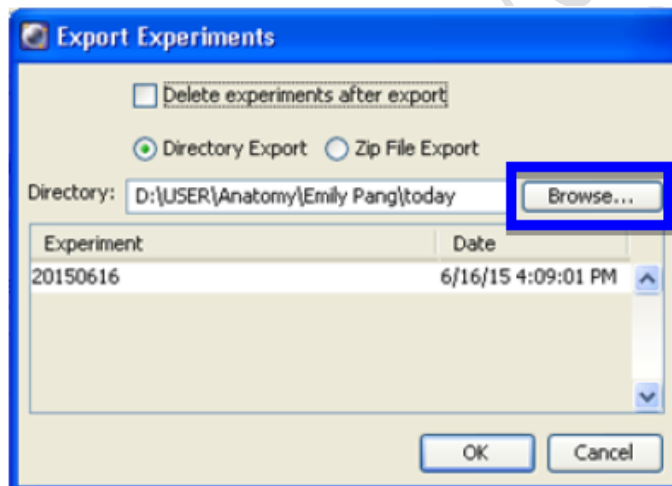 Export Experiments
Delete experiments after export
Directory Export Zip File Export
Directory: D:\USER\Anatomy\Emily Pang\today Browse...
Experiment Date
20150616 6/16/15 4:09:01 PM
OK Cancel